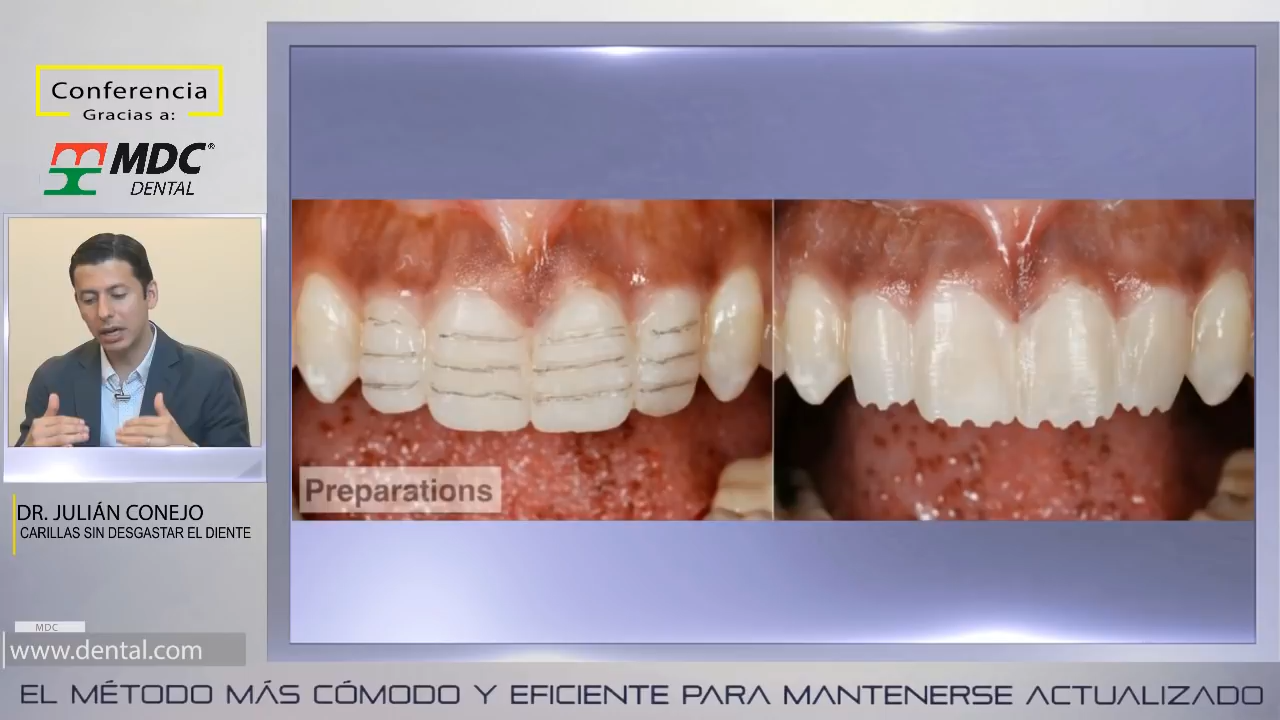 Conferencia
Gracias a:
MDC®
DENTAL
Preparations
DR. JULIÁN CONEJO
CARILLAS SIN DESGASTAR EL DIENTE
MDC
www.dental.com
EL MÉTODO MÁS CÓMODO Y EFICIENTE PARA MANTENERSE ACTUALIZADO